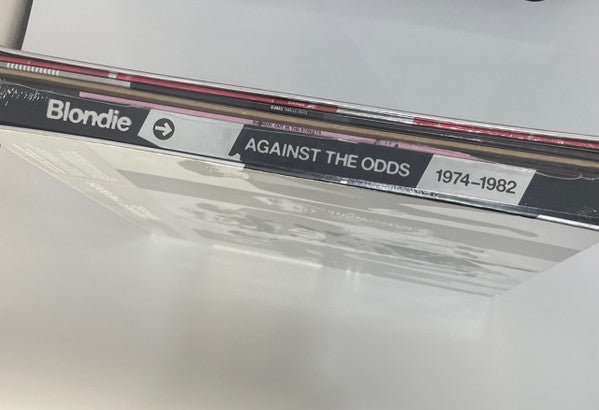 Blondie → AGAINST THE ODDS 1974–1982